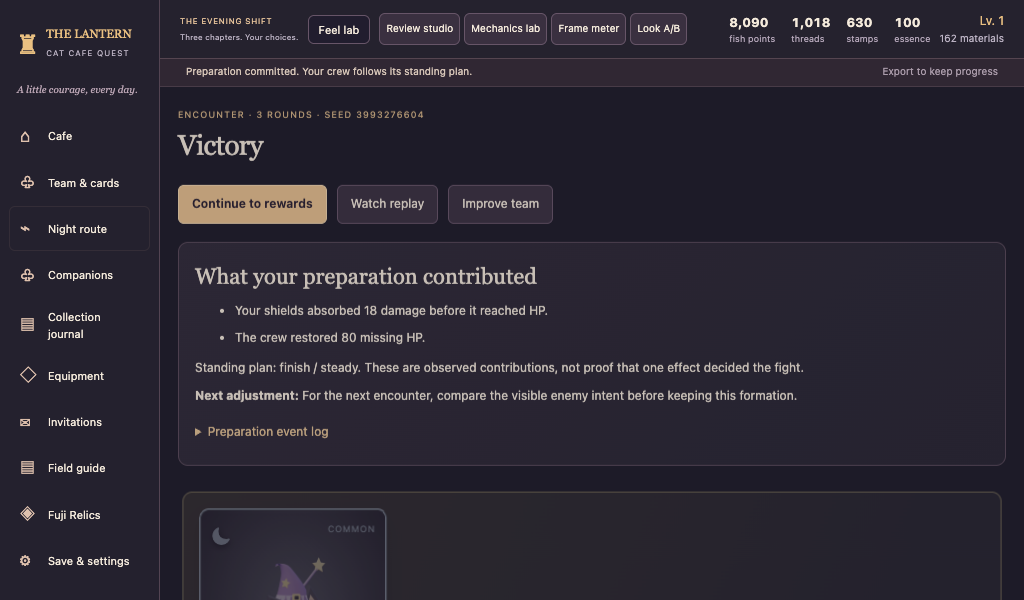 THE LANTERN
CAT CAFE QUEST
A little courage, every day.
Cafe
Team & cards
Night route
Companions
Collection
journal
Equipment
Invitations
Field guide
Fuji Relics
Save & settings
THE EVENING SHIFT
Three chapters. Your choices.
Feel lab
Review studio
Mechanics lab
Frame meter
Look A/B
8,090
fish points
1,018
threads
630
stamps
100
essence
Lv. 1
162 materials
Preparation committed. Your crew follows its standing plan.
Export to keep progress
ENCOUNTER · 3 ROUNDS · SEED 3993276604
Victory
Continue to rewards
Watch replay
Improve team
What your preparation contributed
• Your shields absorbed 18 damage before it reached HP.
• The crew restored 80 missing HP.
Standing plan: finish / steady. These are observed contributions, not proof that one effect decided the fight.
Next adjustment: For the next encounter, compare the visible enemy intent before keeping this formation.
Preparation event log
COMMON